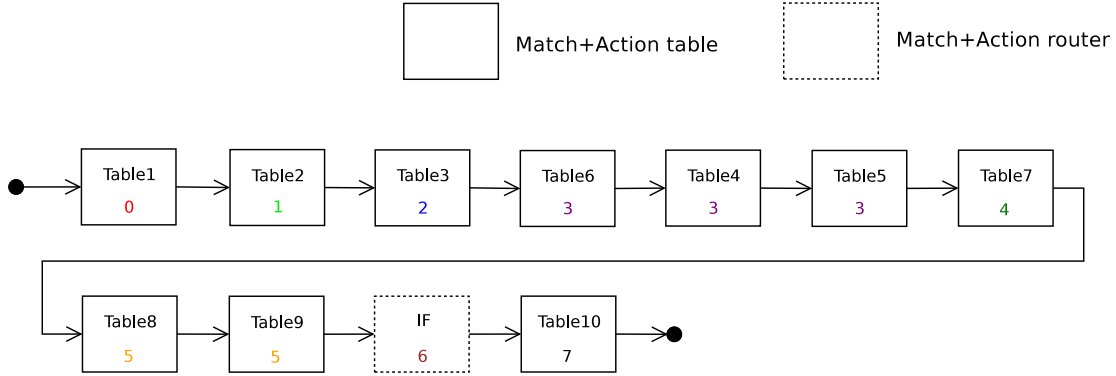 Match+Action table
Match+Action router
Table1
0
Table2
1
Table3
2
Table6
3
Table4
3
Table5
3
Table7
4
Table8
5
Table9
5
IF
6
Table10
7